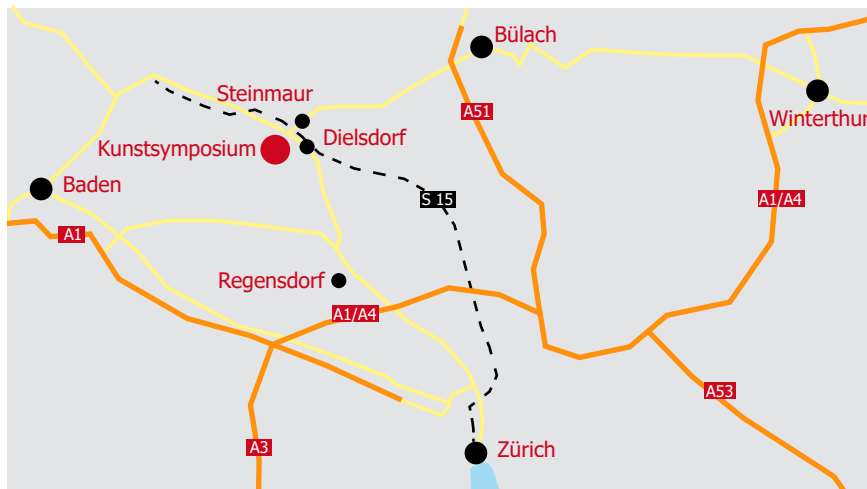 Bülach
Steinmaur
A51
Winterthur
Dielsdorf
Kunstsymposium
Baden
S 15
A1/A4
A1
Regensdorf
A1/A4
A53
A3
Zürich